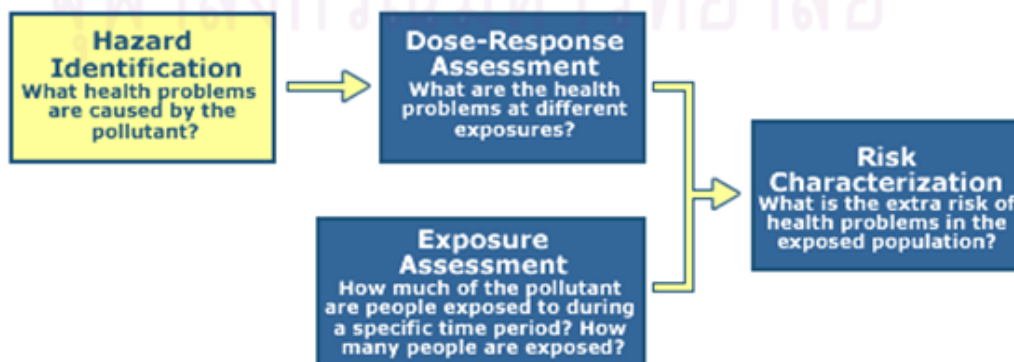 Hazard
Identification
What health problems
are caused by the
pollutant?
Dose-Response
Assessment
What are the health
problems at different
exposures?
Exposure
Assessment
How much of the pollutant
are people exposed to during
a specific time period? How
many people are exposed?
Risk
Characterization
What is the extra risk of
health problems in the
exposed population?